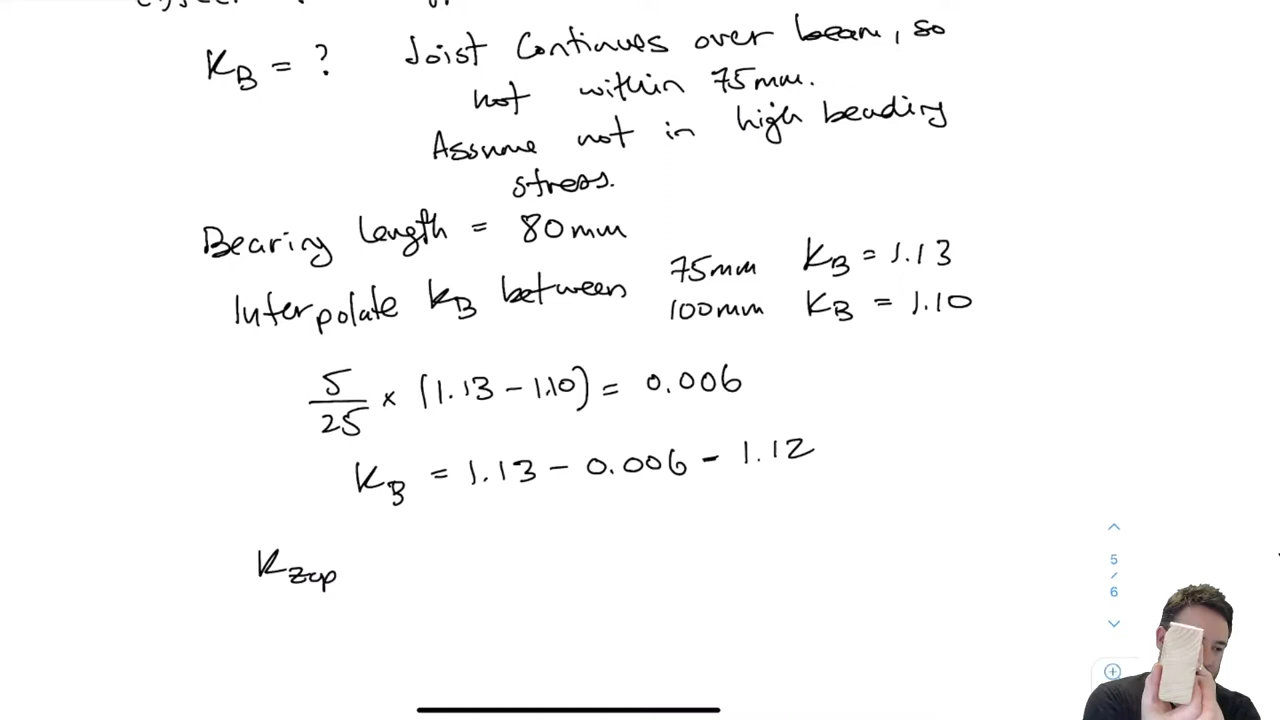 K_B = ? Joist continues over beam, so
not within 75mm.
Assume not in high bending
stress.
Bearing length = 80mm
Interpolate K_B between 75mm K_B = 1.13
100mm K_B = 1.10
5/25 × (1.13 - 1.10) = 0.006
K_B = 1.13 - 0.006 - 1.12
K_Zcp
5
/
6